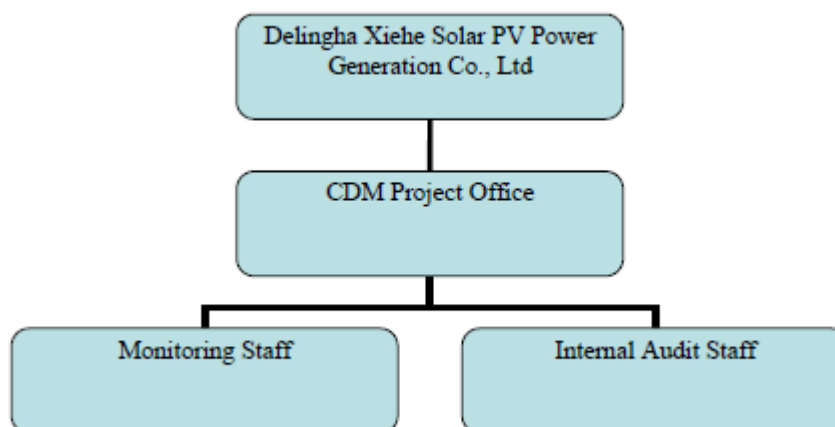 Delingha Xiehe Solar PV Power
Generation Co., Ltd
CDM Project Office
Monitoring Staff
Internal Audit Staff